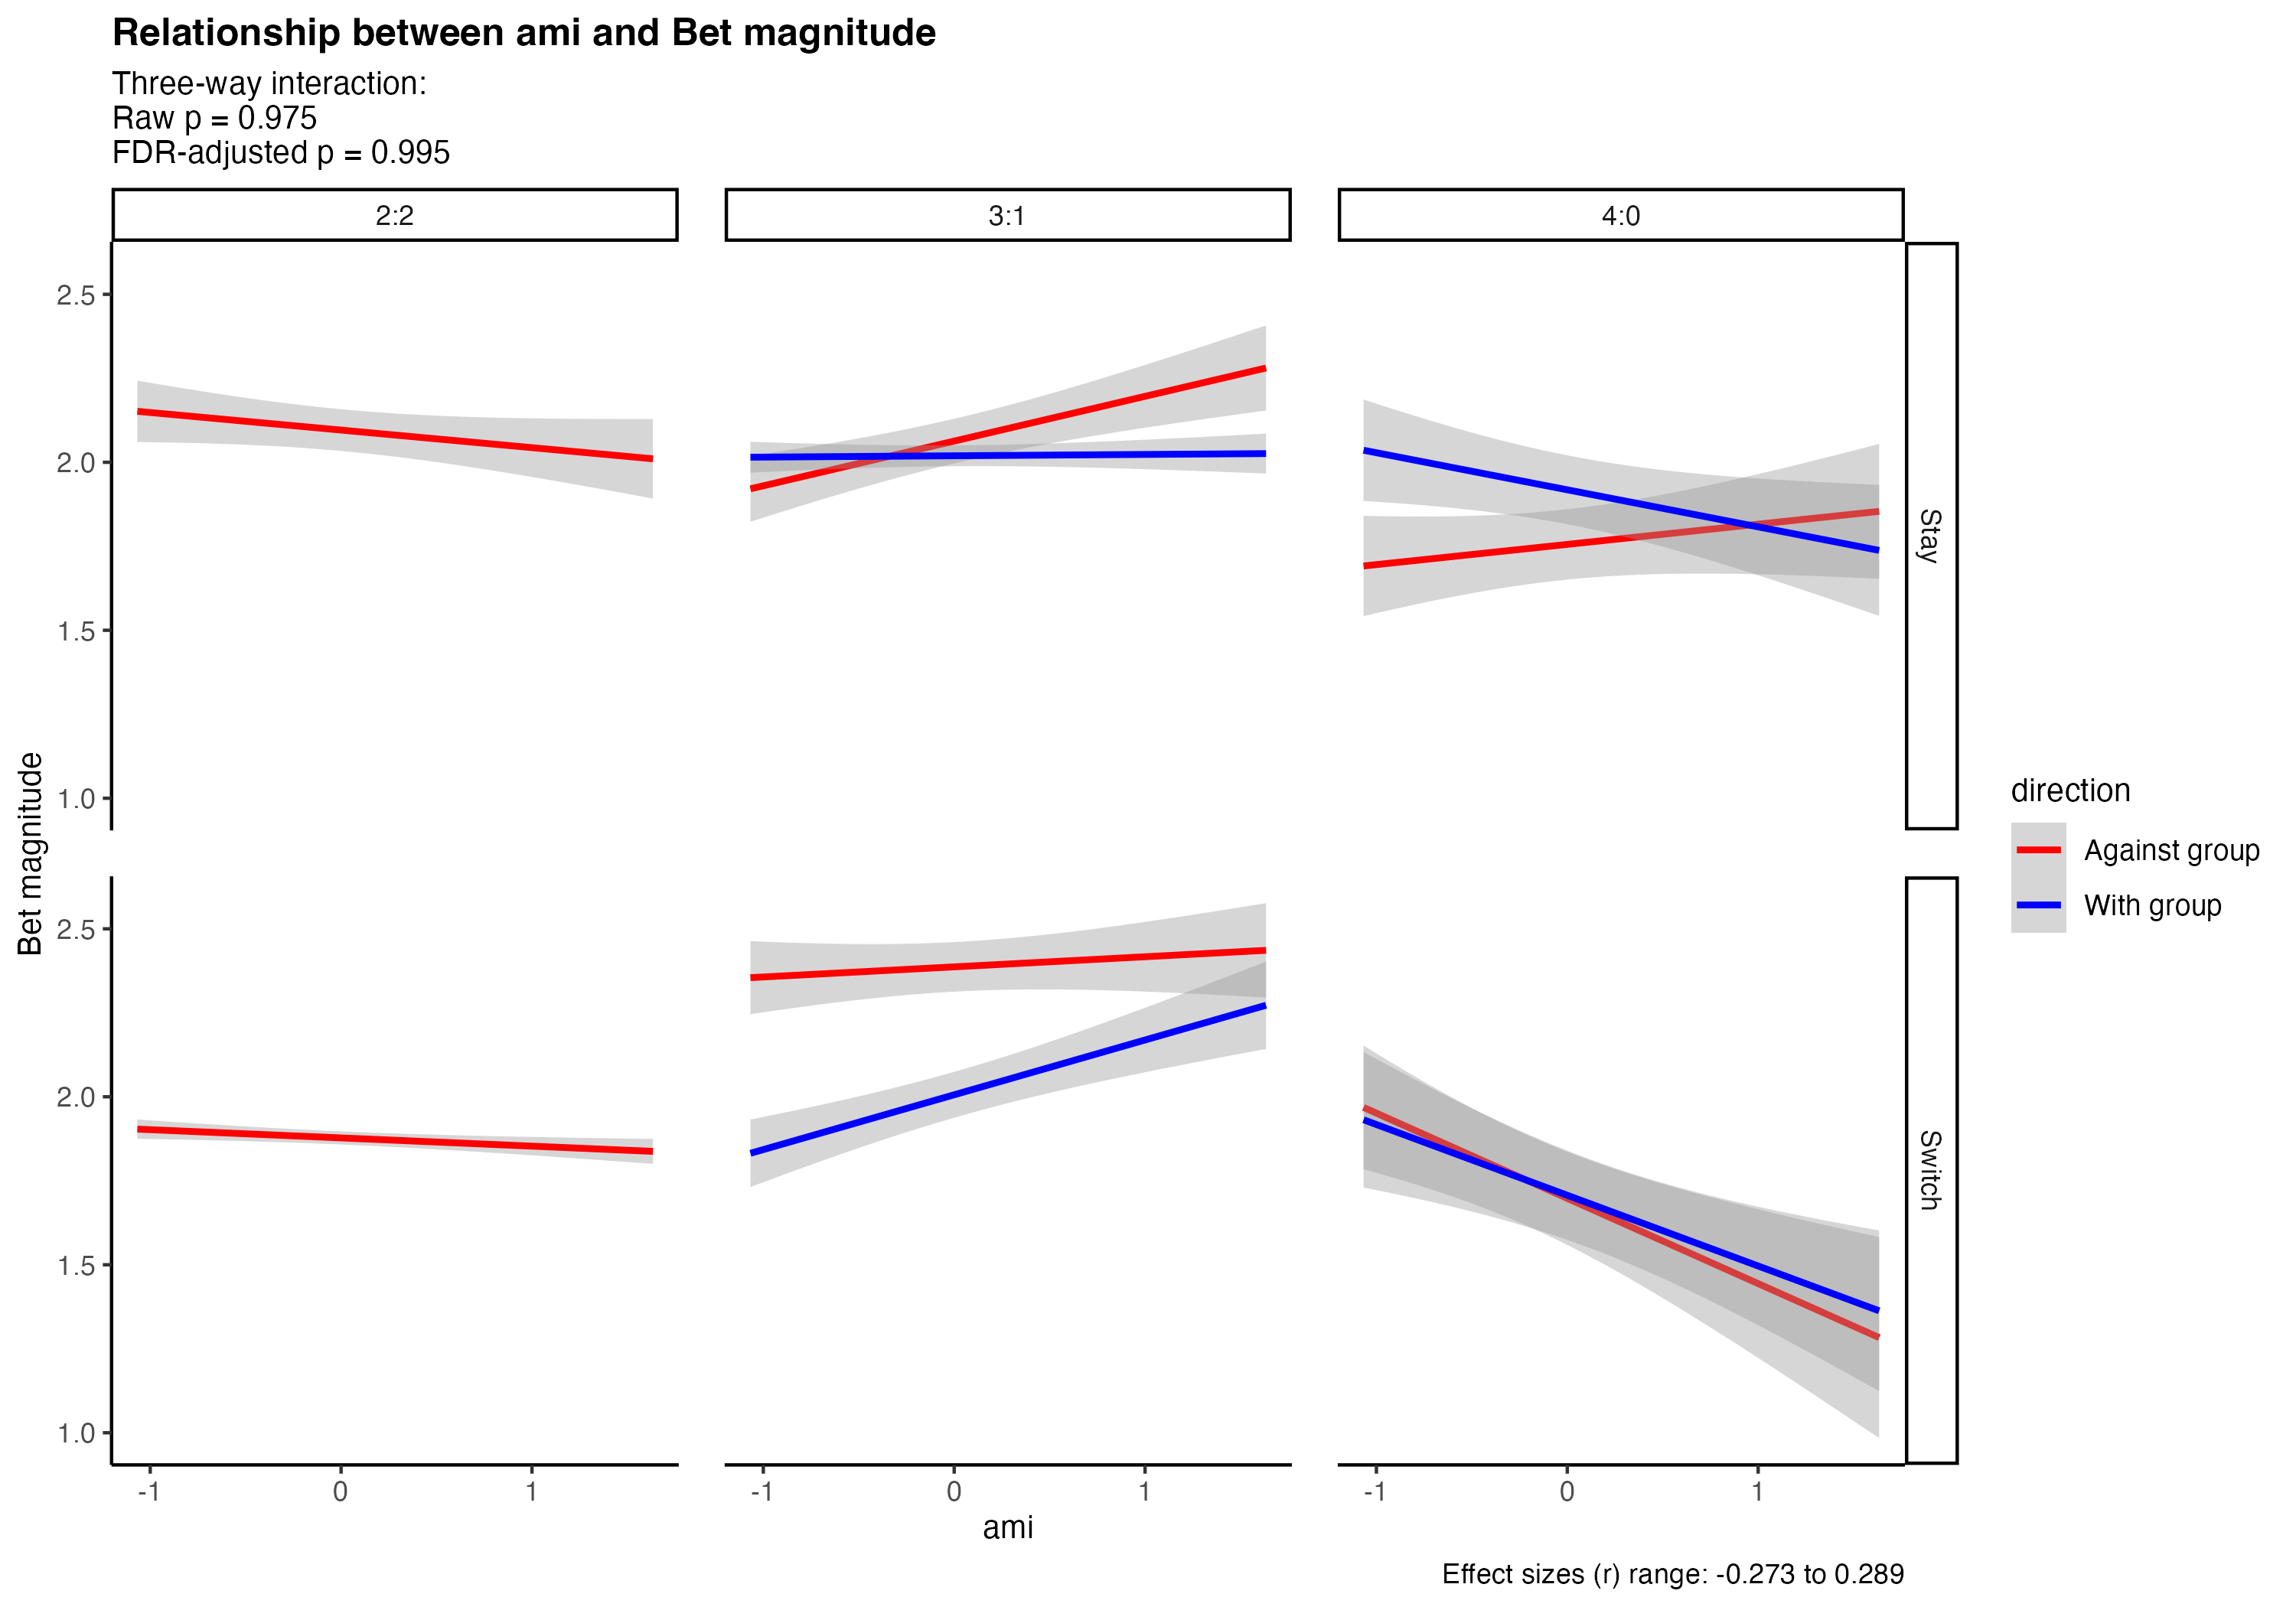 Relationship between ami and Bet magnitude
Three-way interaction:
Raw p = 0.975
FDR-adjusted p = 0.995
2:2
3:1
4:0
2.5
2.0
1.5
1.0
Stay
Bet magnitude
2.5
2.0
1.5
1.0
Switch
direction
Against group
With group
-1 0 1
-1 0 1
-1 0 1
ami
Effect sizes (r) range: -0.273 to 0.289